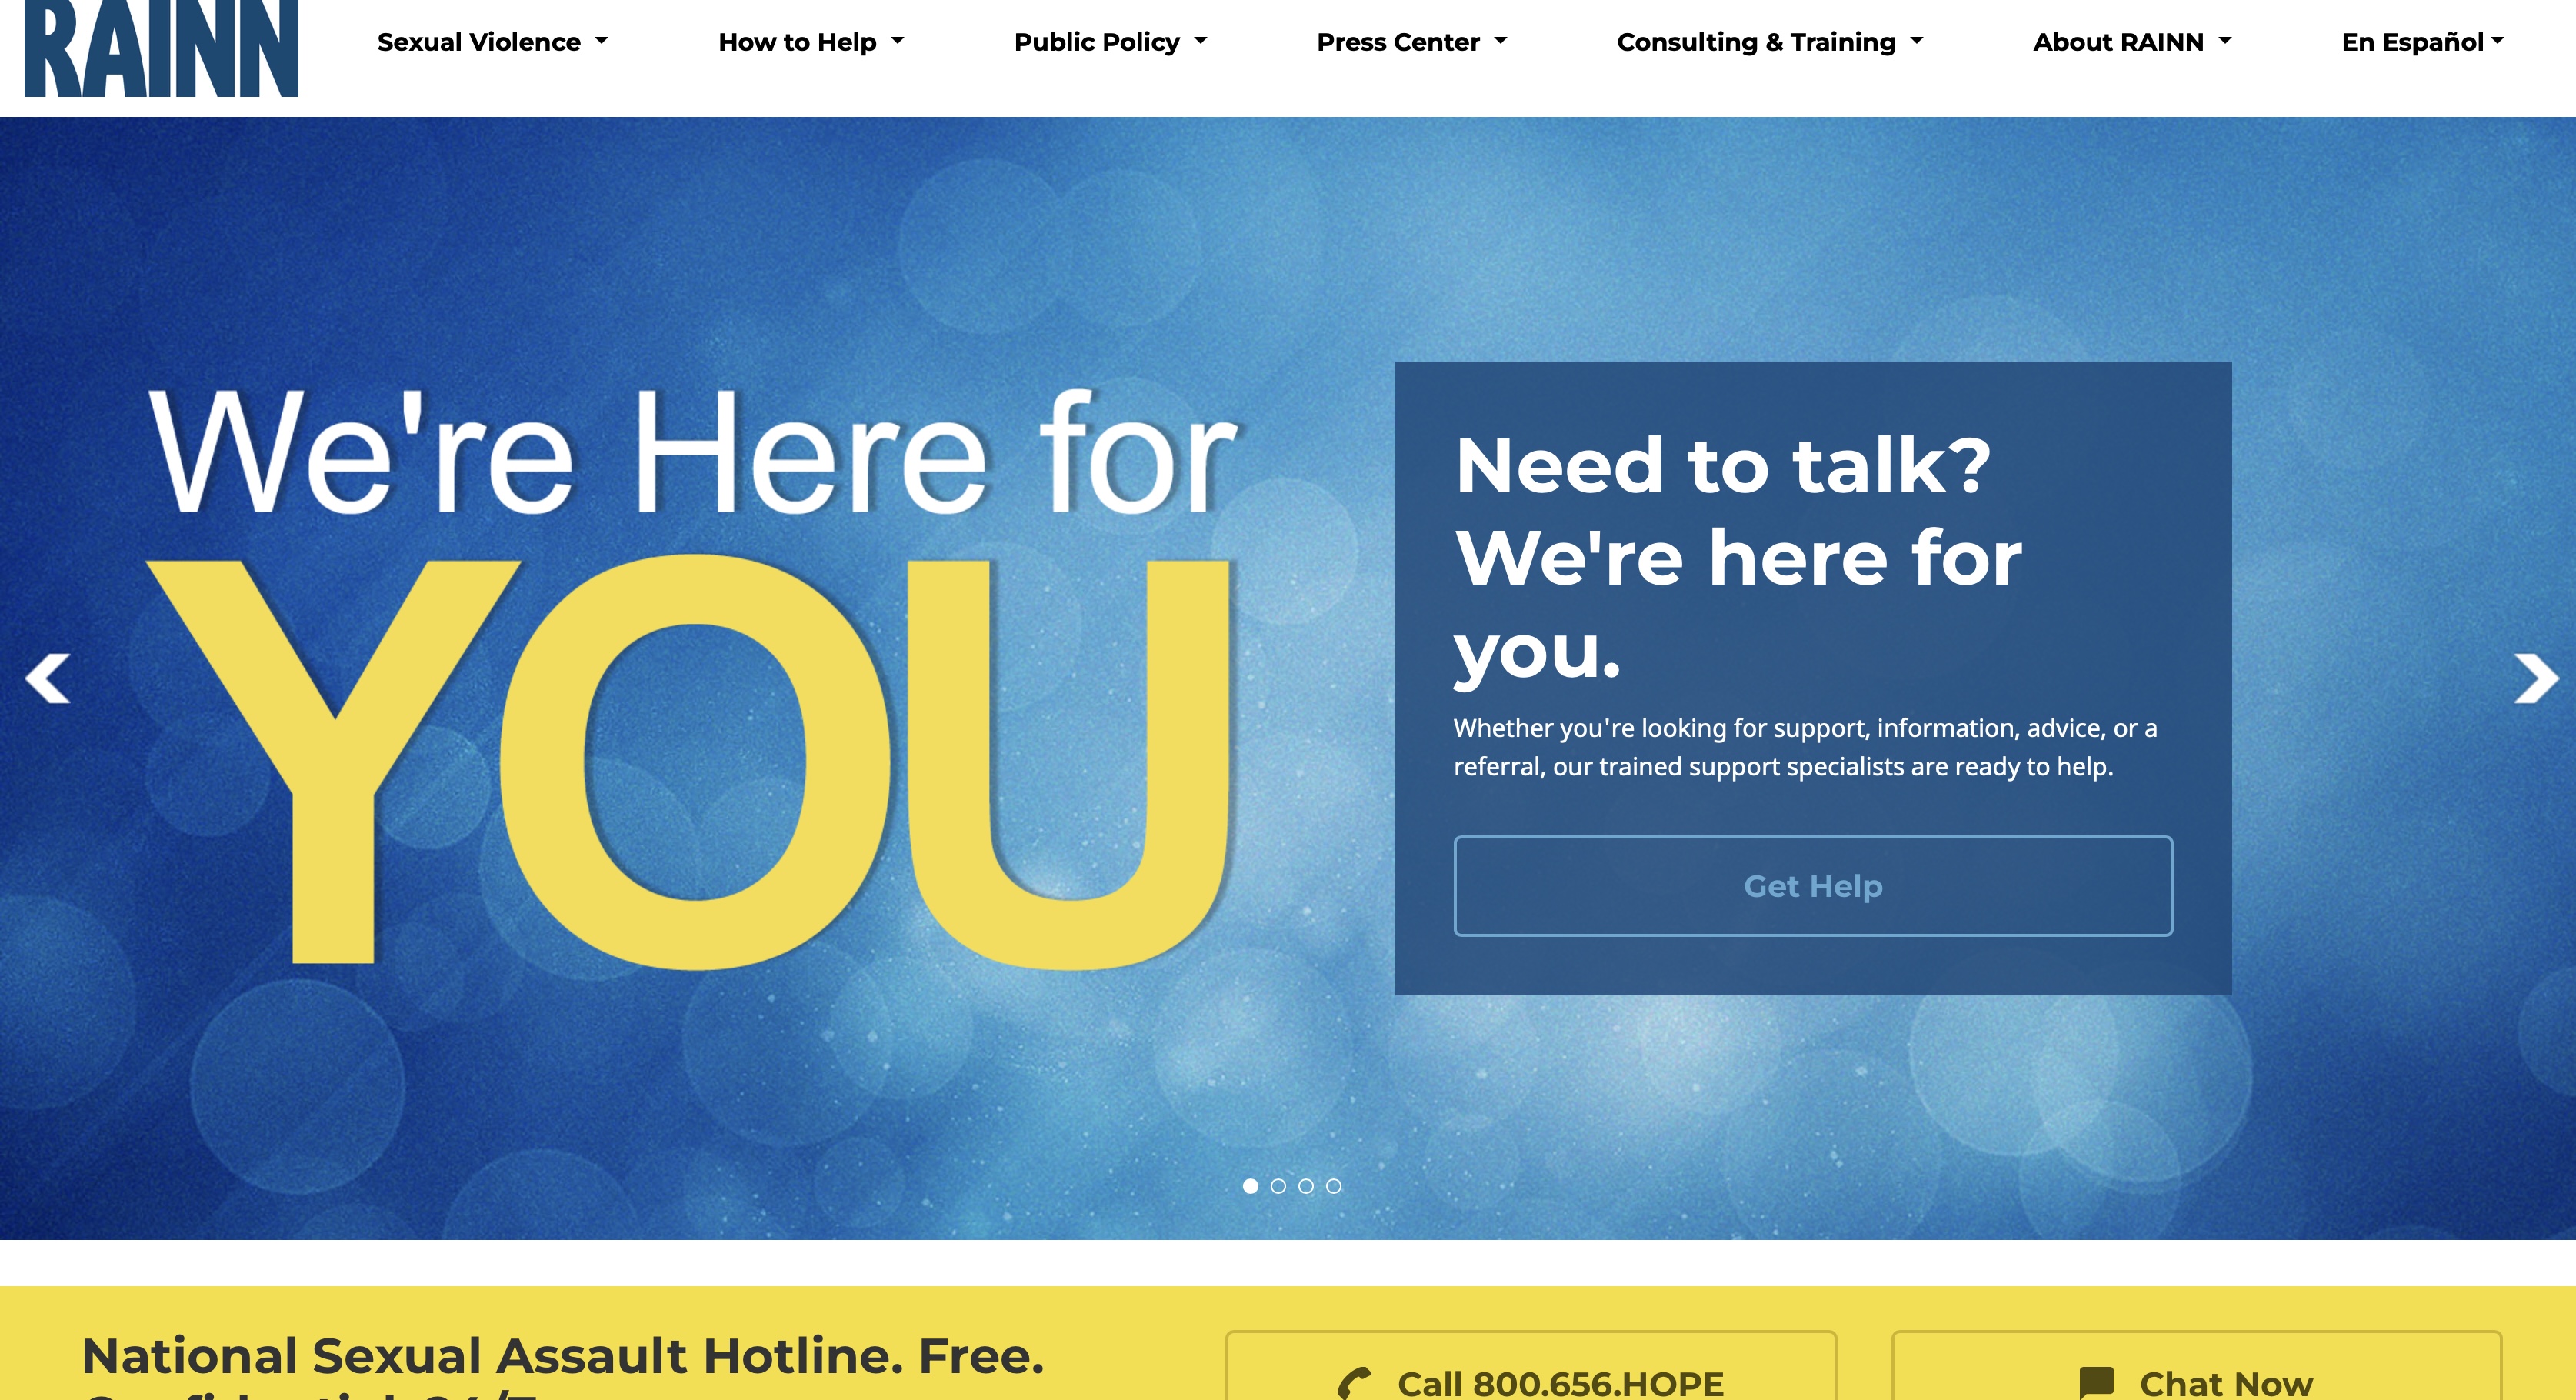 RAINN
Sexual Violence
How to Help
Public Policy
Press Center
Consulting & Training
About RAINN
En Español
We're Here for
YOU
Need to talk?
We're here for
you.
Whether you're looking for support, information, advice, or a
referral, our trained support specialists are ready to help.
Get Help
National Sexual Assault Hotline. Free.
Call 800.656.HOPE
Chat Now